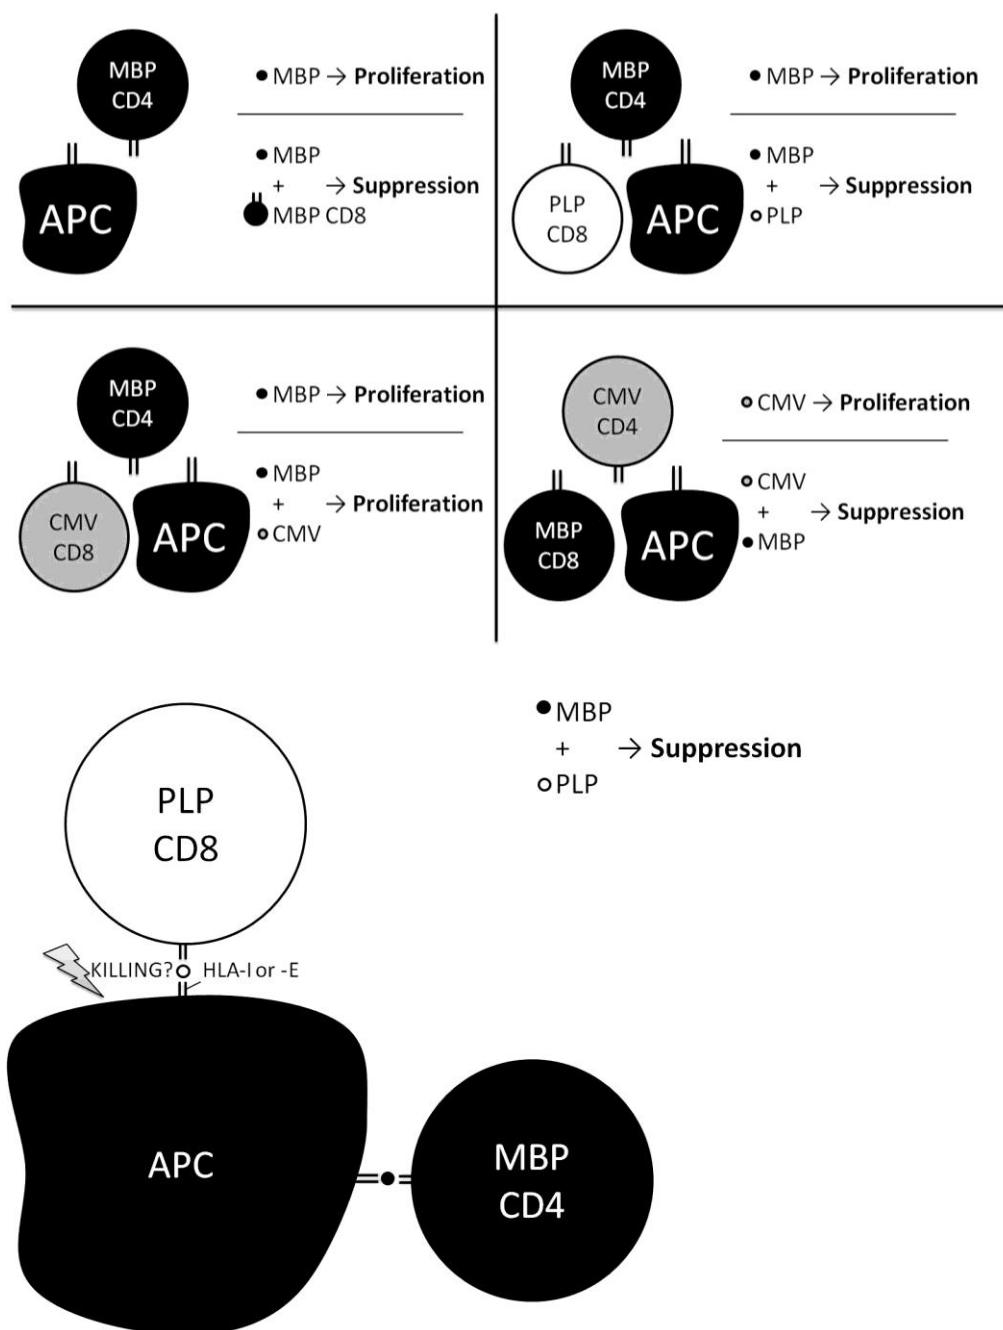 MBP
CD4
APC
MBP → Proliferation
MBP
+ → Suppression
MBP CD8
MBP
CD4
PLP
CD8
APC
MBP → Proliferation
MBP
+ → Suppression
PLP
MBP
CD4
CMV
CD8
APC
MBP → Proliferation
MBP
+ → Proliferation
CMV
CMV
CD4
MBP
CD8
APC
CMV → Proliferation
CMV
+ → Suppression
MBP
MBP
+ → Suppression
PLP
PLP
CD8
KILLING?
HLA-I or -E
APC
MBP
CD4